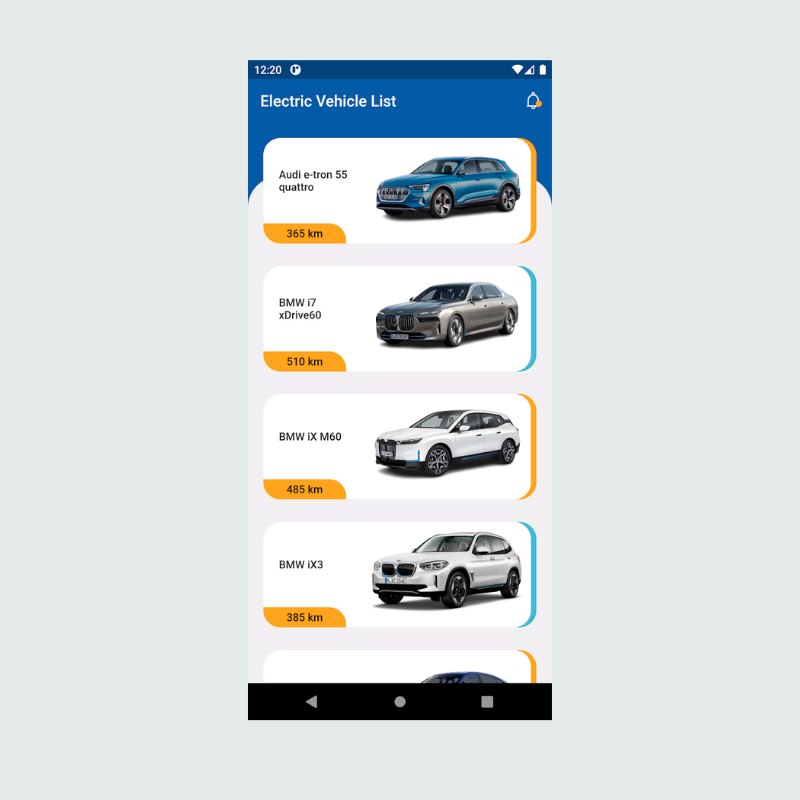 12:20
Electric Vehicle List
Audi e-tron 55
quattro
365 km
BMW i7
xDrive60
510 km
BMW iX M60
485 km
BMW iX3
385 km